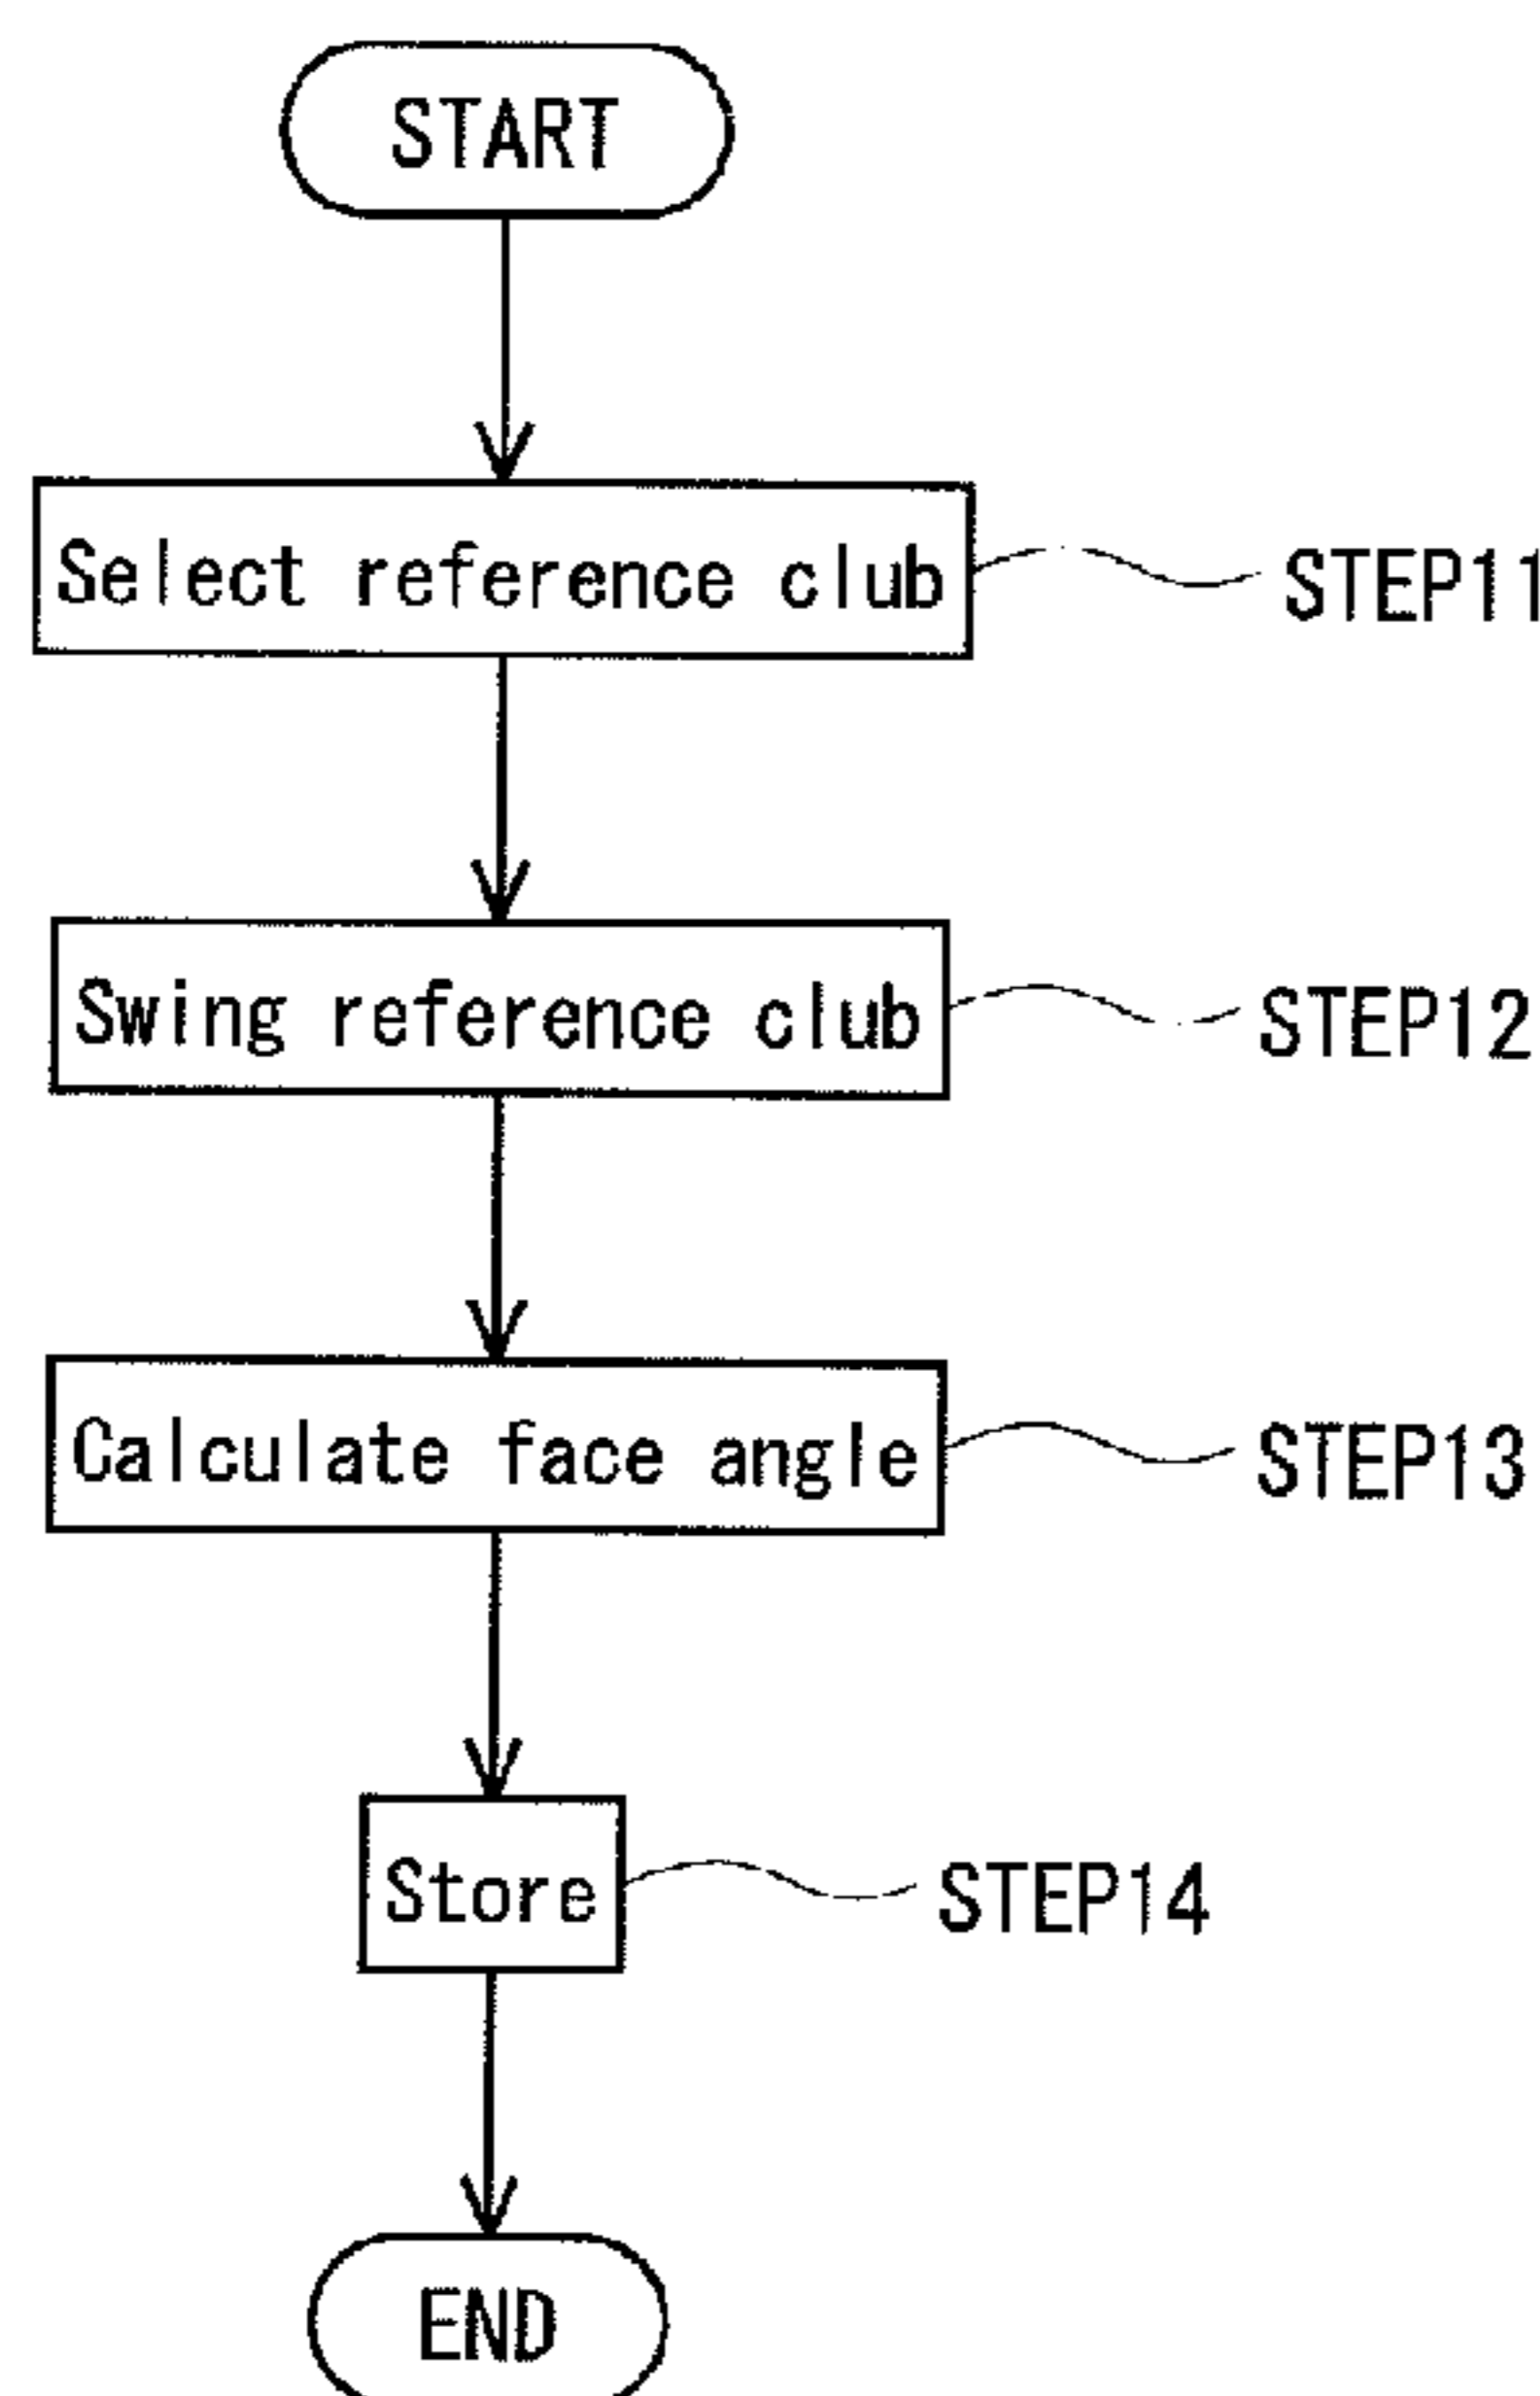 START
Select reference club STEP11
Swing reference club STEP12
Calculate face angle STEP13
Store STEP14
END